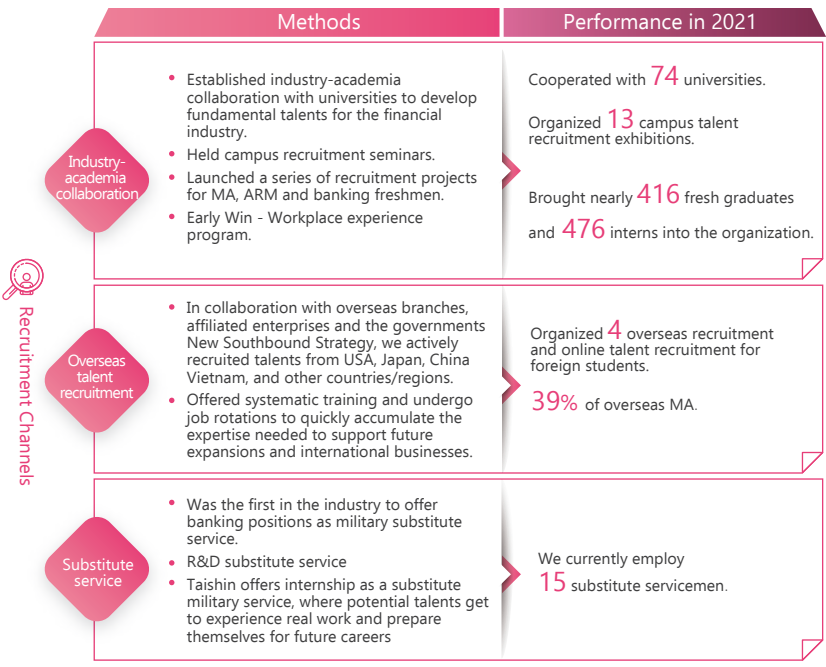 Methods
Performance in 2021
Recruitment Channels
Industry-
academia
collaboration
• Established industry-academia
collaboration with universities to develop
fundamental talents for the financial
industry.
• Held campus recruitment seminars.
• Launched a series of recruitment projects
for MA, ARM and banking freshmen.
• Early Win - Workplace experience
program.
Cooperated with 74 universities.
Organized 13 campus talent
recruitment exhibitions.
Brought nearly 416 fresh graduates
and 476 interns into the organization.
Overseas
talent
recruitment
• In collaboration with overseas branches,
affiliated enterprises and the governments
New Southbound Strategy, we actively
recruited talents from USA, Japan, China
Vietnam, and other countries/regions.
• Offered systematic training and undergo
job rotations to quickly accumulate the
expertise needed to support future
expansions and international businesses.
Organized 4 overseas recruitment
and online talent recruitment for
foreign students.
39% of overseas MA.
Substitute
service
• Was the first in the industry to offer
banking positions as military substitute
service.
• R&D substitute service
• Taishin offers internship as a substitute
military service, where potential talents get
to experience real work and prepare
themselves for future careers
We currently employ
15 substitute servicemen.